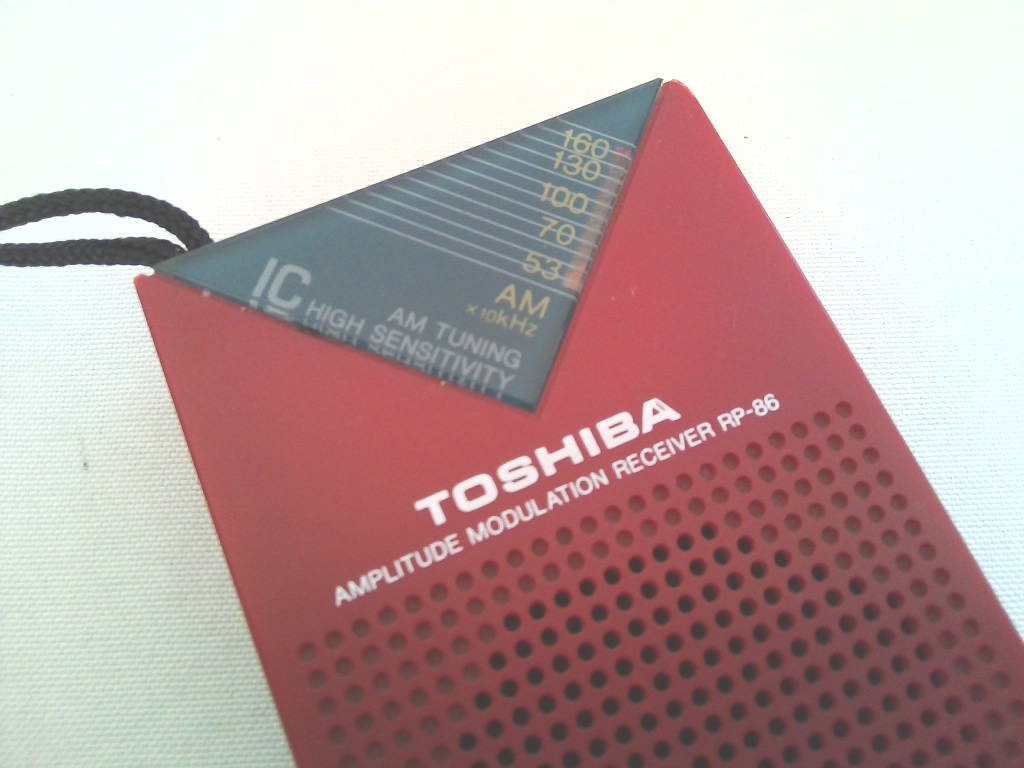 160
130
100
70
53
AM
×10kHz
IC
AM TUNING
HIGH SENSITIVITY
TOSHIBA
AMPLITUDE MODULATION RECEIVER RP-86